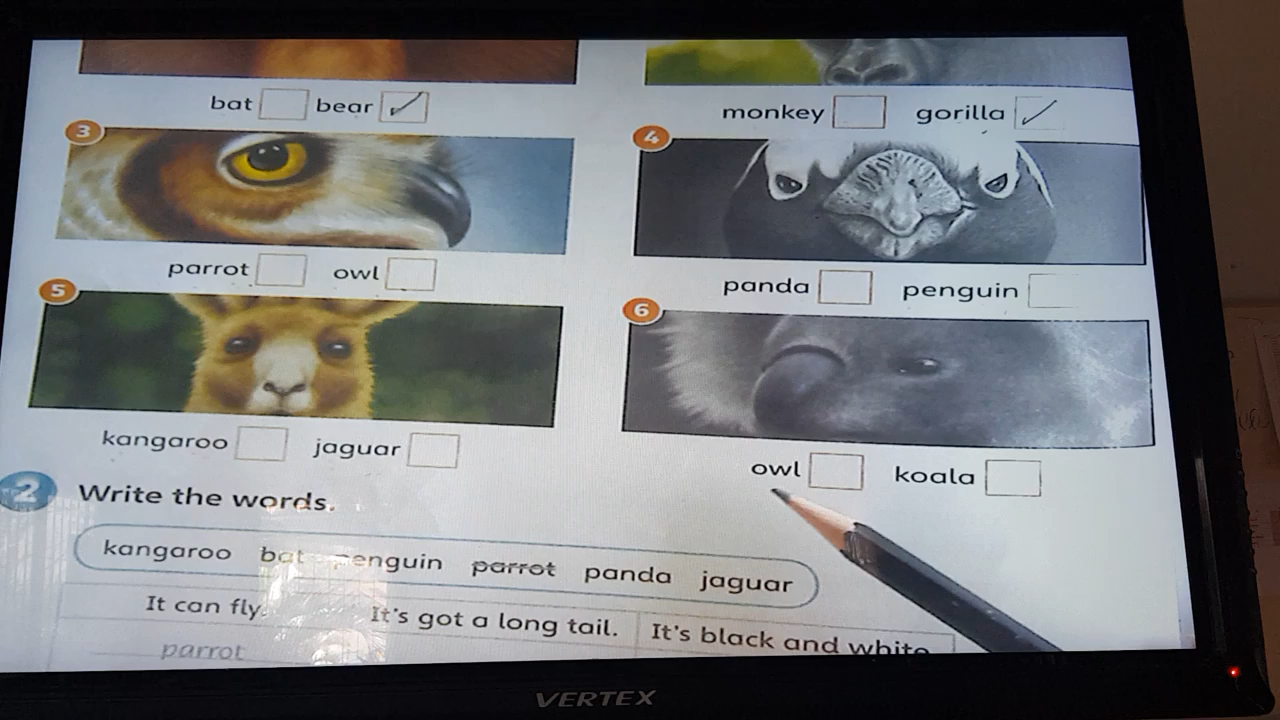 bat bear
monkey gorilla
3
4
parrot owl
panda penguin
5
6
kangaroo jaguar
owl koala
2 Write the words.
kangaroo bat penguin parrot panda jaguar
It can fly. It's got a long tail. It's black and white
parrot
VERTEX